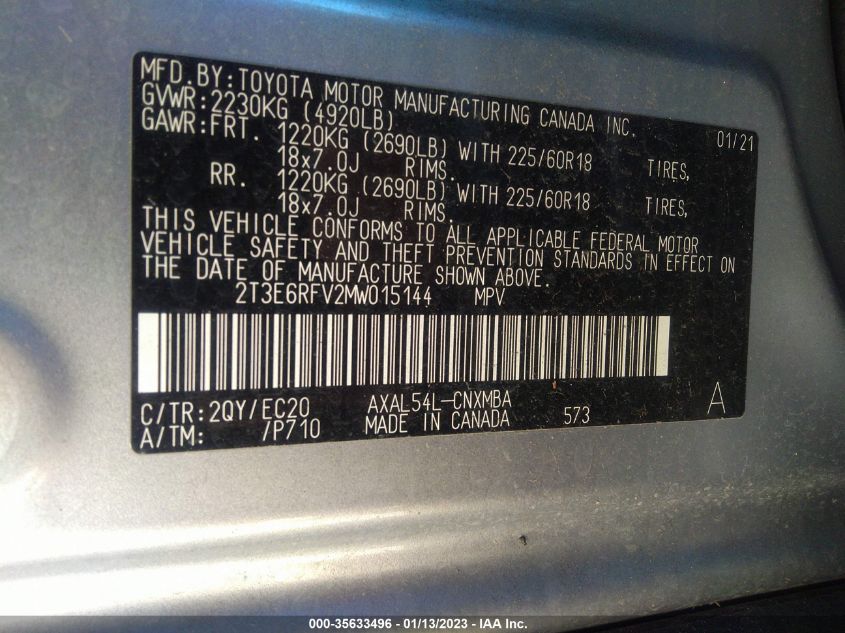 MFD.BY:TOYOTA MOTOR MANUFACTURING CANADA INC. 01/21
GVWR:2230KG (4920LB)
GAWR:FRT. 1220KG (2690LB) WITH 225/60R18 TIRES,
18x7.0J RIMS.
RR. 1220KG (2690LB) WITH 225/60R18 TIRES,
18x7.0J RIMS.
THIS VEHICLE CONFORMS TO ALL APPLICABLE FEDERAL MOTOR
VEHICLE SAFETY AND THEFT PREVENTION STANDARDS IN EFFECT ON
THE DATE OF MANUFACTURE SHOWN ABOVE.
2T3E6RFV2MW015144 MPV
C/TR:2QY/EC20 AXAL54L-CNXMBA A
A/TM: /P710 MADE IN CANADA 573
000-35633496 - 01/13/2023 - IAA Inc.